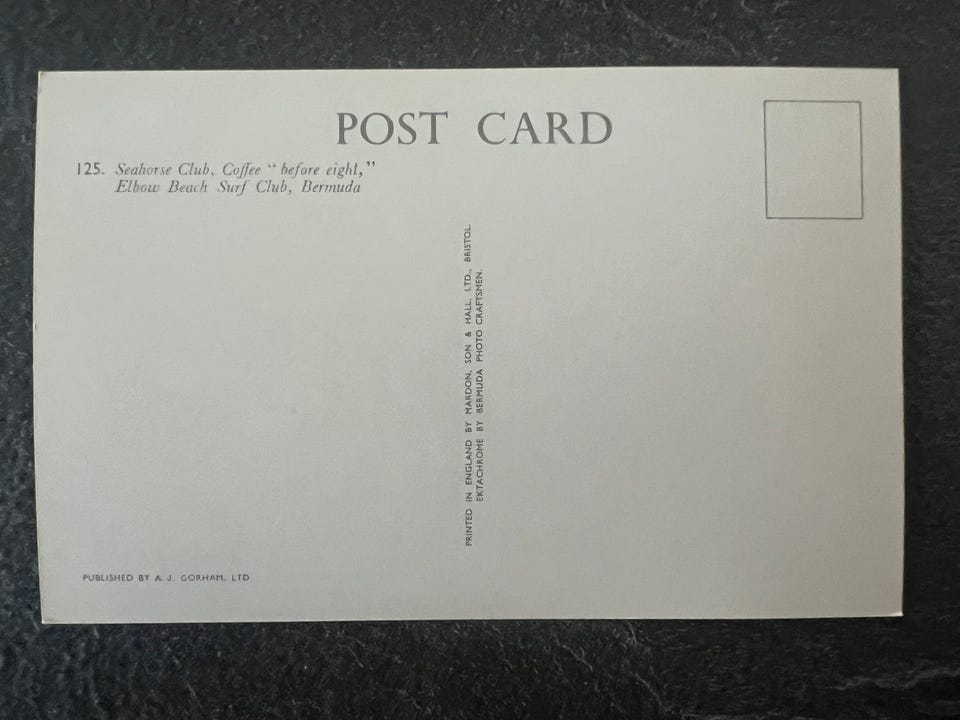 POST CARD
125. Seahorse Club, Coffee "before eight,"
Elbow Beach Surf Club, Bermuda
PRINTED IN ENGLAND BY MARDON, SON & HALL, LTD., BRISTOL.
EKTACHROME BY BERMUDA PHOTO CRAFTSMEN.
PUBLISHED BY A. J. GORHAM, LTD.